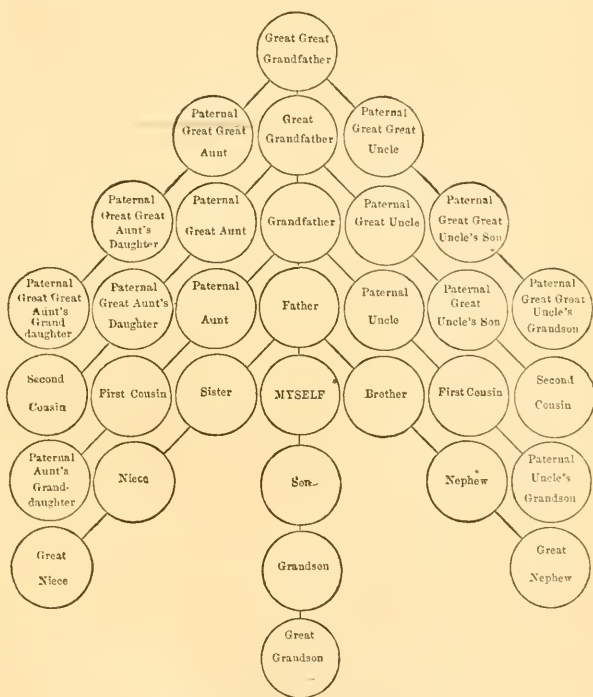 Great Great
Grandfather
Paternal
Great Great
Aunt
Great
Grandfather
Paternal
Great Great
Uncle
Paternal
Great Great
Aunt's
Daughter
Paternal
Great Aunt
Grandfather
Paternal
Great Uncle
Paternal
Great Great
Uncle's Son
Paternal
Great Great
Aunt's
Grand
daughter
Paternal
Great Aunt's
Daughter
Paternal
Aunt
Father
Paternal
Uncle
Paternal
Great
Uncle's Son
Paternal
Great Great
Uncle's
Grandson
Second
Cousin
First Cousin
Sister
MYSELF
Brother
First Cousin
Second
Cousin
Paternal
Aunt's
Grand-
daughter
Niece
Son
Nephew
Paternal
Uncle's
Grandson
Great
Niece
Grandson
Great
Nephew
Great
Grandson